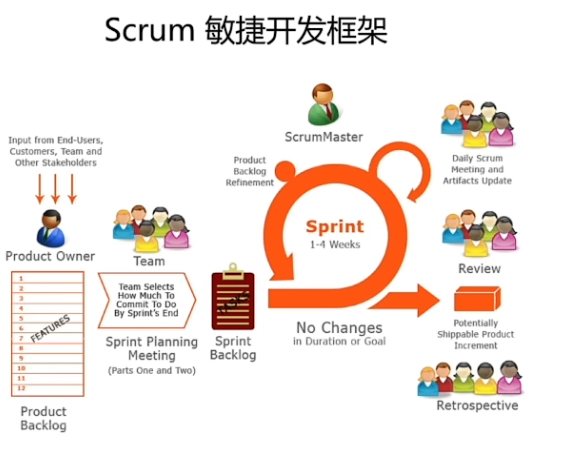 Scrum 敏捷开发框架
Input from End-Users,
Customers, Team and
Other Stakeholders
Product Owner
1
2
3
4
5
6
7
8
9
10
11
12
FEATURES
Product
Backlog
Team
Team Selects
How Much To
Commit To Do
By Sprint's End
Sprint Planning
Meeting
(Parts One and Two)
Sprint
Backlog
ScrumMaster
Product
Backlog
Refinement
Sprint
1-4 Weeks
No Changes
in Duration or Goal
Daily Scrum
Meeting and
Artifacts Update
Review
Potentially
Shippable Product
Increment
Retrospective